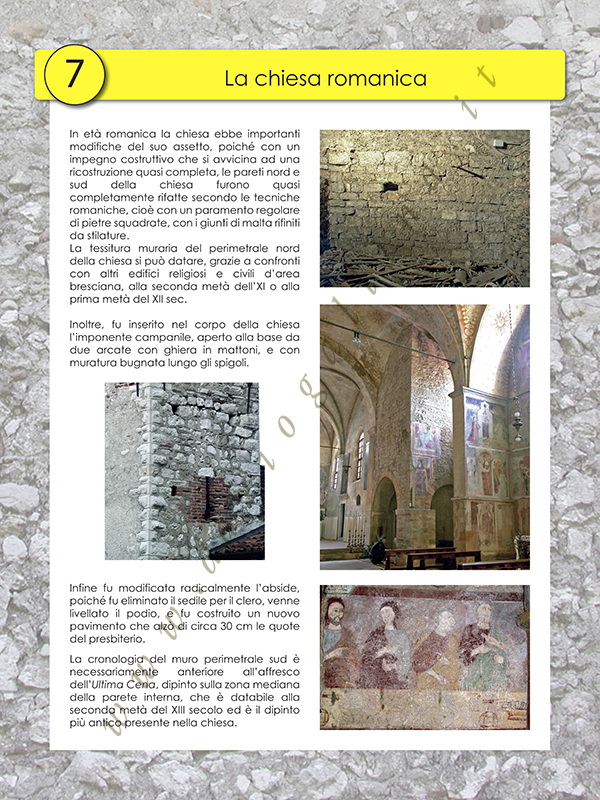 7
La chiesa romanica
In età romanica la chiesa ebbe importanti
modifiche del suo assetto, poiché con un
impegno costruttivo che si avvicina ad una
ricostruzione quasi completa, le pareti nord e
sud della chiesa furono quasi
completamente rifatte secondo le tecniche
romaniche, cioè con un paramento regolare
di pietre squadrate, con i giunti di malta rifiniti
da stilature.
La tessitura muraria del perimetrale nord
della chiesa si può datare, grazie a confronti
con altri edifici religiosi e civili d'area
bresciana, alla seconda metà dell'XI o alla
prima metà del XII sec.
Inoltre, fu inserito nel corpo della chiesa
l'imponente campanile, aperto alla base da
due arcate con ghiera in mattoni, e con
muratura bugnata lungo gli spigoli.
Infine fu modificata radicalmente l'abside,
poiché fu eliminato il sedile per il clero, venne
livellato il podio, e fu costruito un nuovo
pavimento che alzò di circa 30 cm le quote
del presbiterio.
La cronologia del muro perimetrale sud è
necessariamente anteriore all'affresco
dell'Ultima Cena, dipinto sulla zona mediana
della parete interna, che è databile alla
seconda metà del XIII secolo ed è il dipinto
più antico presente nella chiesa.